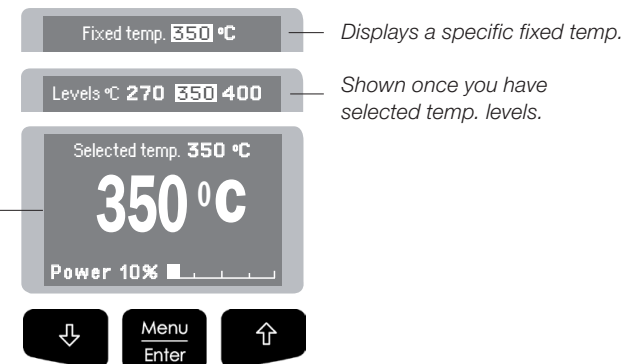 Fixed temp. 350 °C
Displays a specific fixed temp.
Levels °C 270 350 400
Shown once you have
selected temp. levels.
Selected temp. 350 °C
350 °C
Power 10%
Menu
Enter